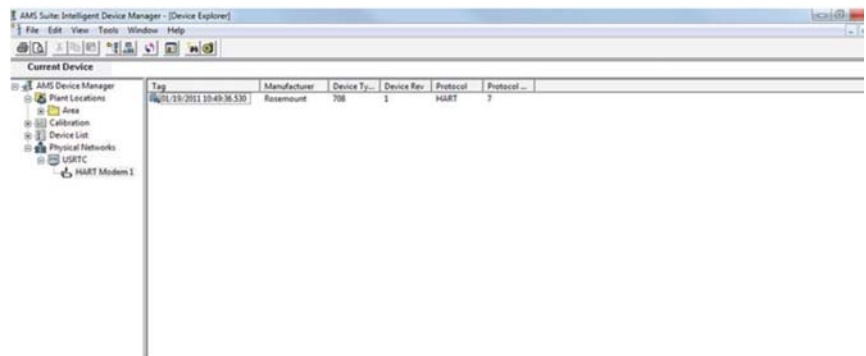 AMS Suite: Intelligent Device Manager - [Device Explorer]
File Edit View Tools Window Help
Current Device
AMS Device Manager
Plant Locations
Area
Calibration
Device List
Physical Networks
USRTC
HART Modem 1
Tag Manufacturer Device Ty... Device Rev Protocol Protocol ...
01/19/2011 10:49:36.530 Rosemount 708 1 HART 7